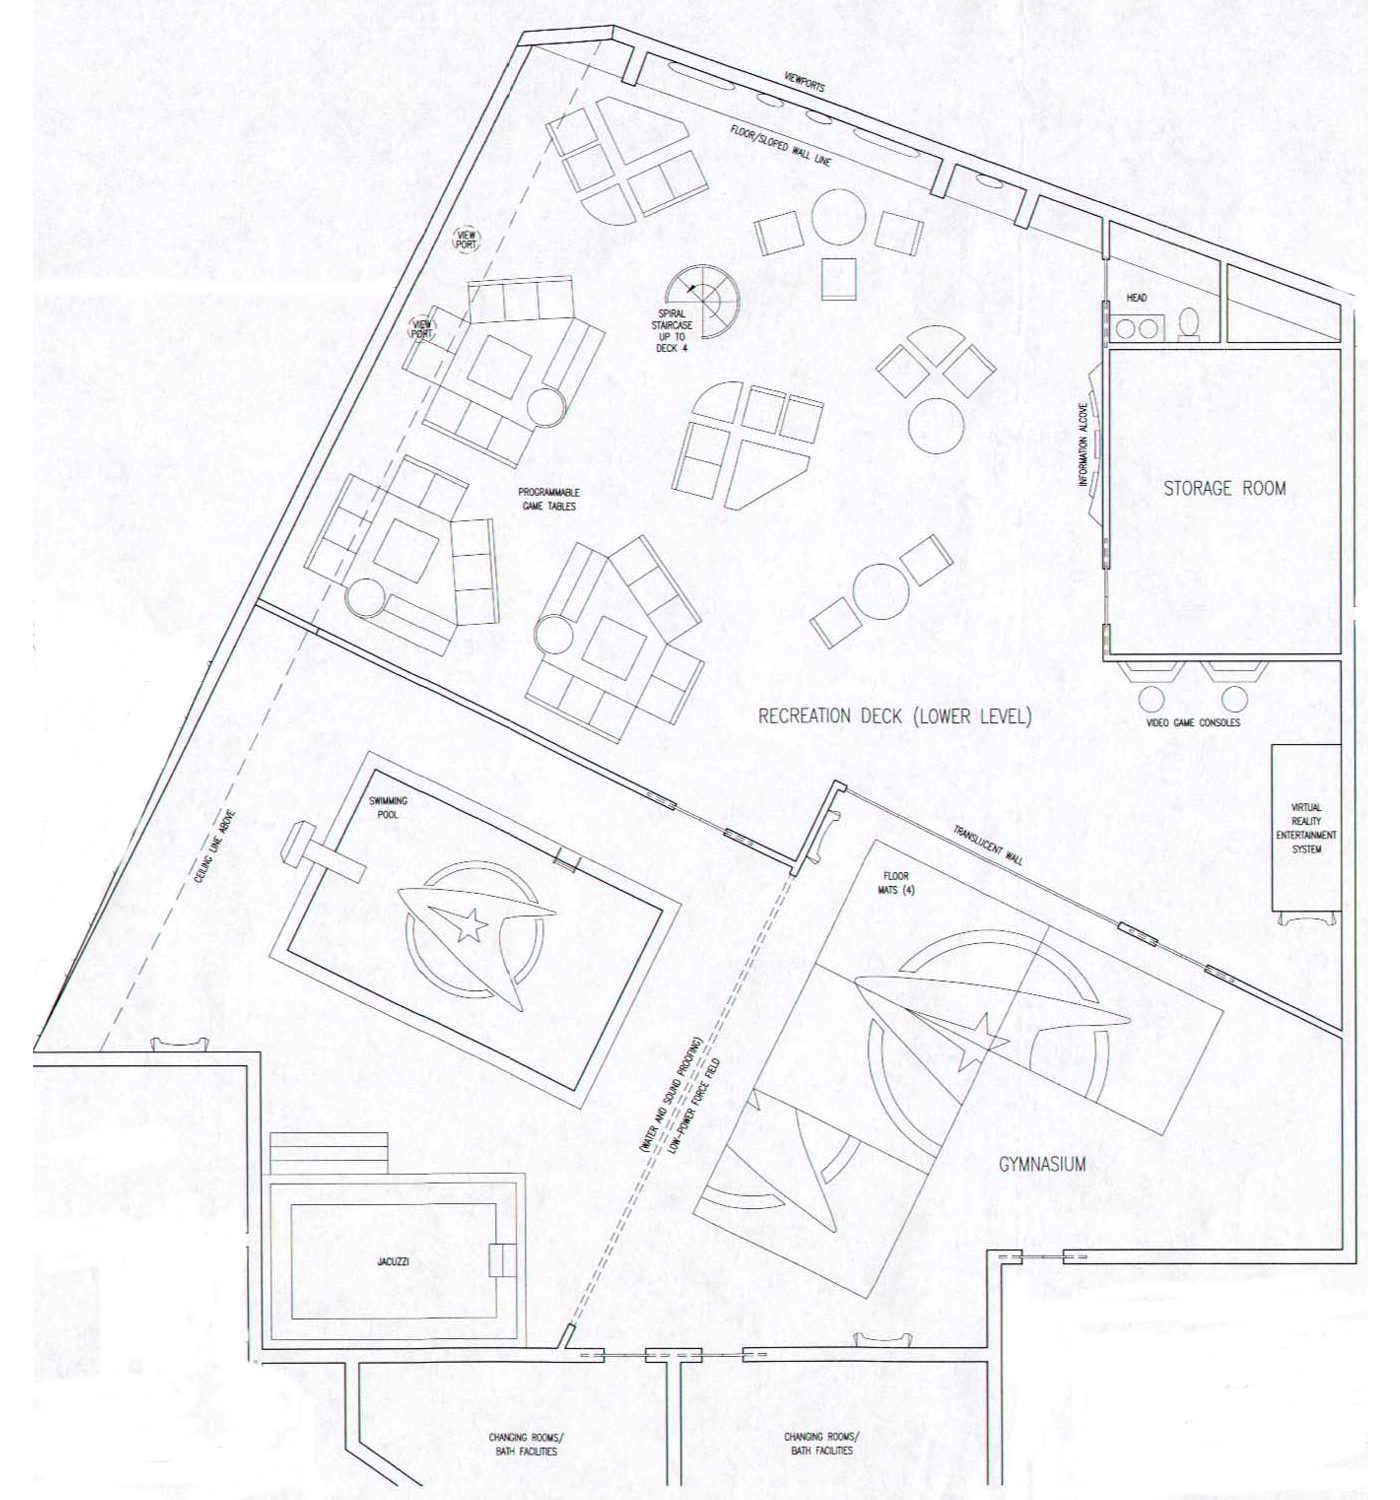 VIEWPORTS
FLOOR/SLOPED WALL LINE
VIEW
PORT
VIEW
PORT
SPIRAL
STAIRCASE
UP TO
DECK 4
HEAD
INFORMATION ALCOVE
STORAGE ROOM
PROGRAMMABLE
GAME TABLES
RECREATION DECK (LOWER LEVEL)
VIDEO GAME CONSOLES
SWIMMING
POOL
CEILING LINE ABOVE
TRANSLUCENT WALL
VIRTUAL
REALITY
ENTERTAINMENT
SYSTEM
FLOOR
MATS (4)
(WATER AND SOUND PROOFING)
LOW-POWER FORCE FIELD
GYMNASIUM
JACUZZI
CHANGING ROOMS/
BATH FACILITIES
CHANGING ROOMS/
BATH FACILITIES